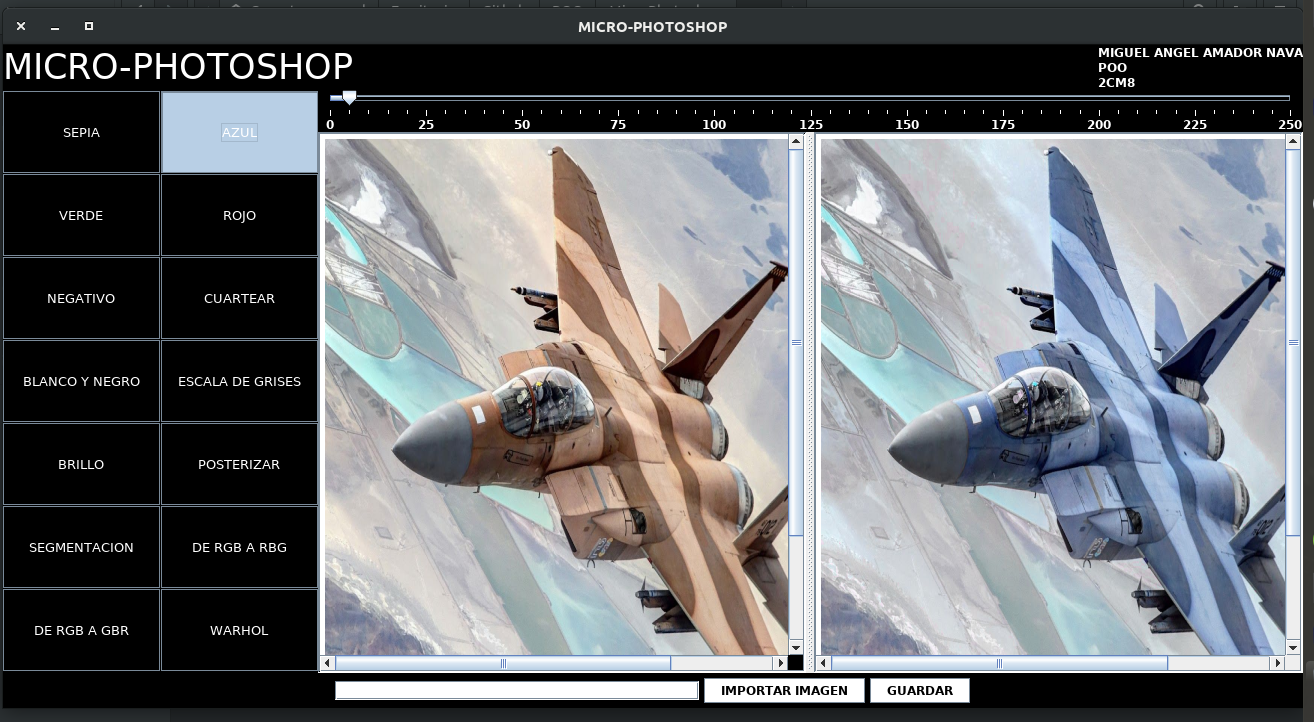 MICRO-PHOTOSHOP
MICRO-PHOTOSHOP
MIGUEL ANGEL AMADOR NAVA
POO
2CM8
0 25 50 75 100 125 150 175 200 225 250
SEPIA AZUL
VERDE ROJO
NEGATIVO CUARTEAR
BLANCO Y NEGRO ESCALA DE GRISES
BRILLO POSTERIZAR
SEGMENTACION DE RGB A RBG
DE RGB A GBR WARHOL
IMPORTAR IMAGEN GUARDAR